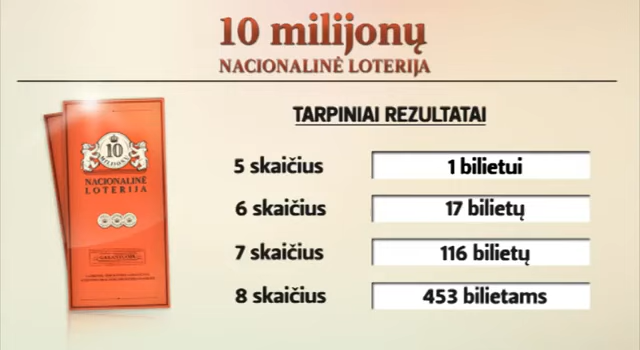 10 milijonų
NACIONALINĖ LOTERIJA
TARPINIAI REZULTATAI
5 skaičius 1 bilietui
6 skaičius 17 bilietų
7 skaičius 116 bilietų
8 skaičius 453 bilietams
10
MILIJONŲ
NACIONALINĖ
LOTERIJA